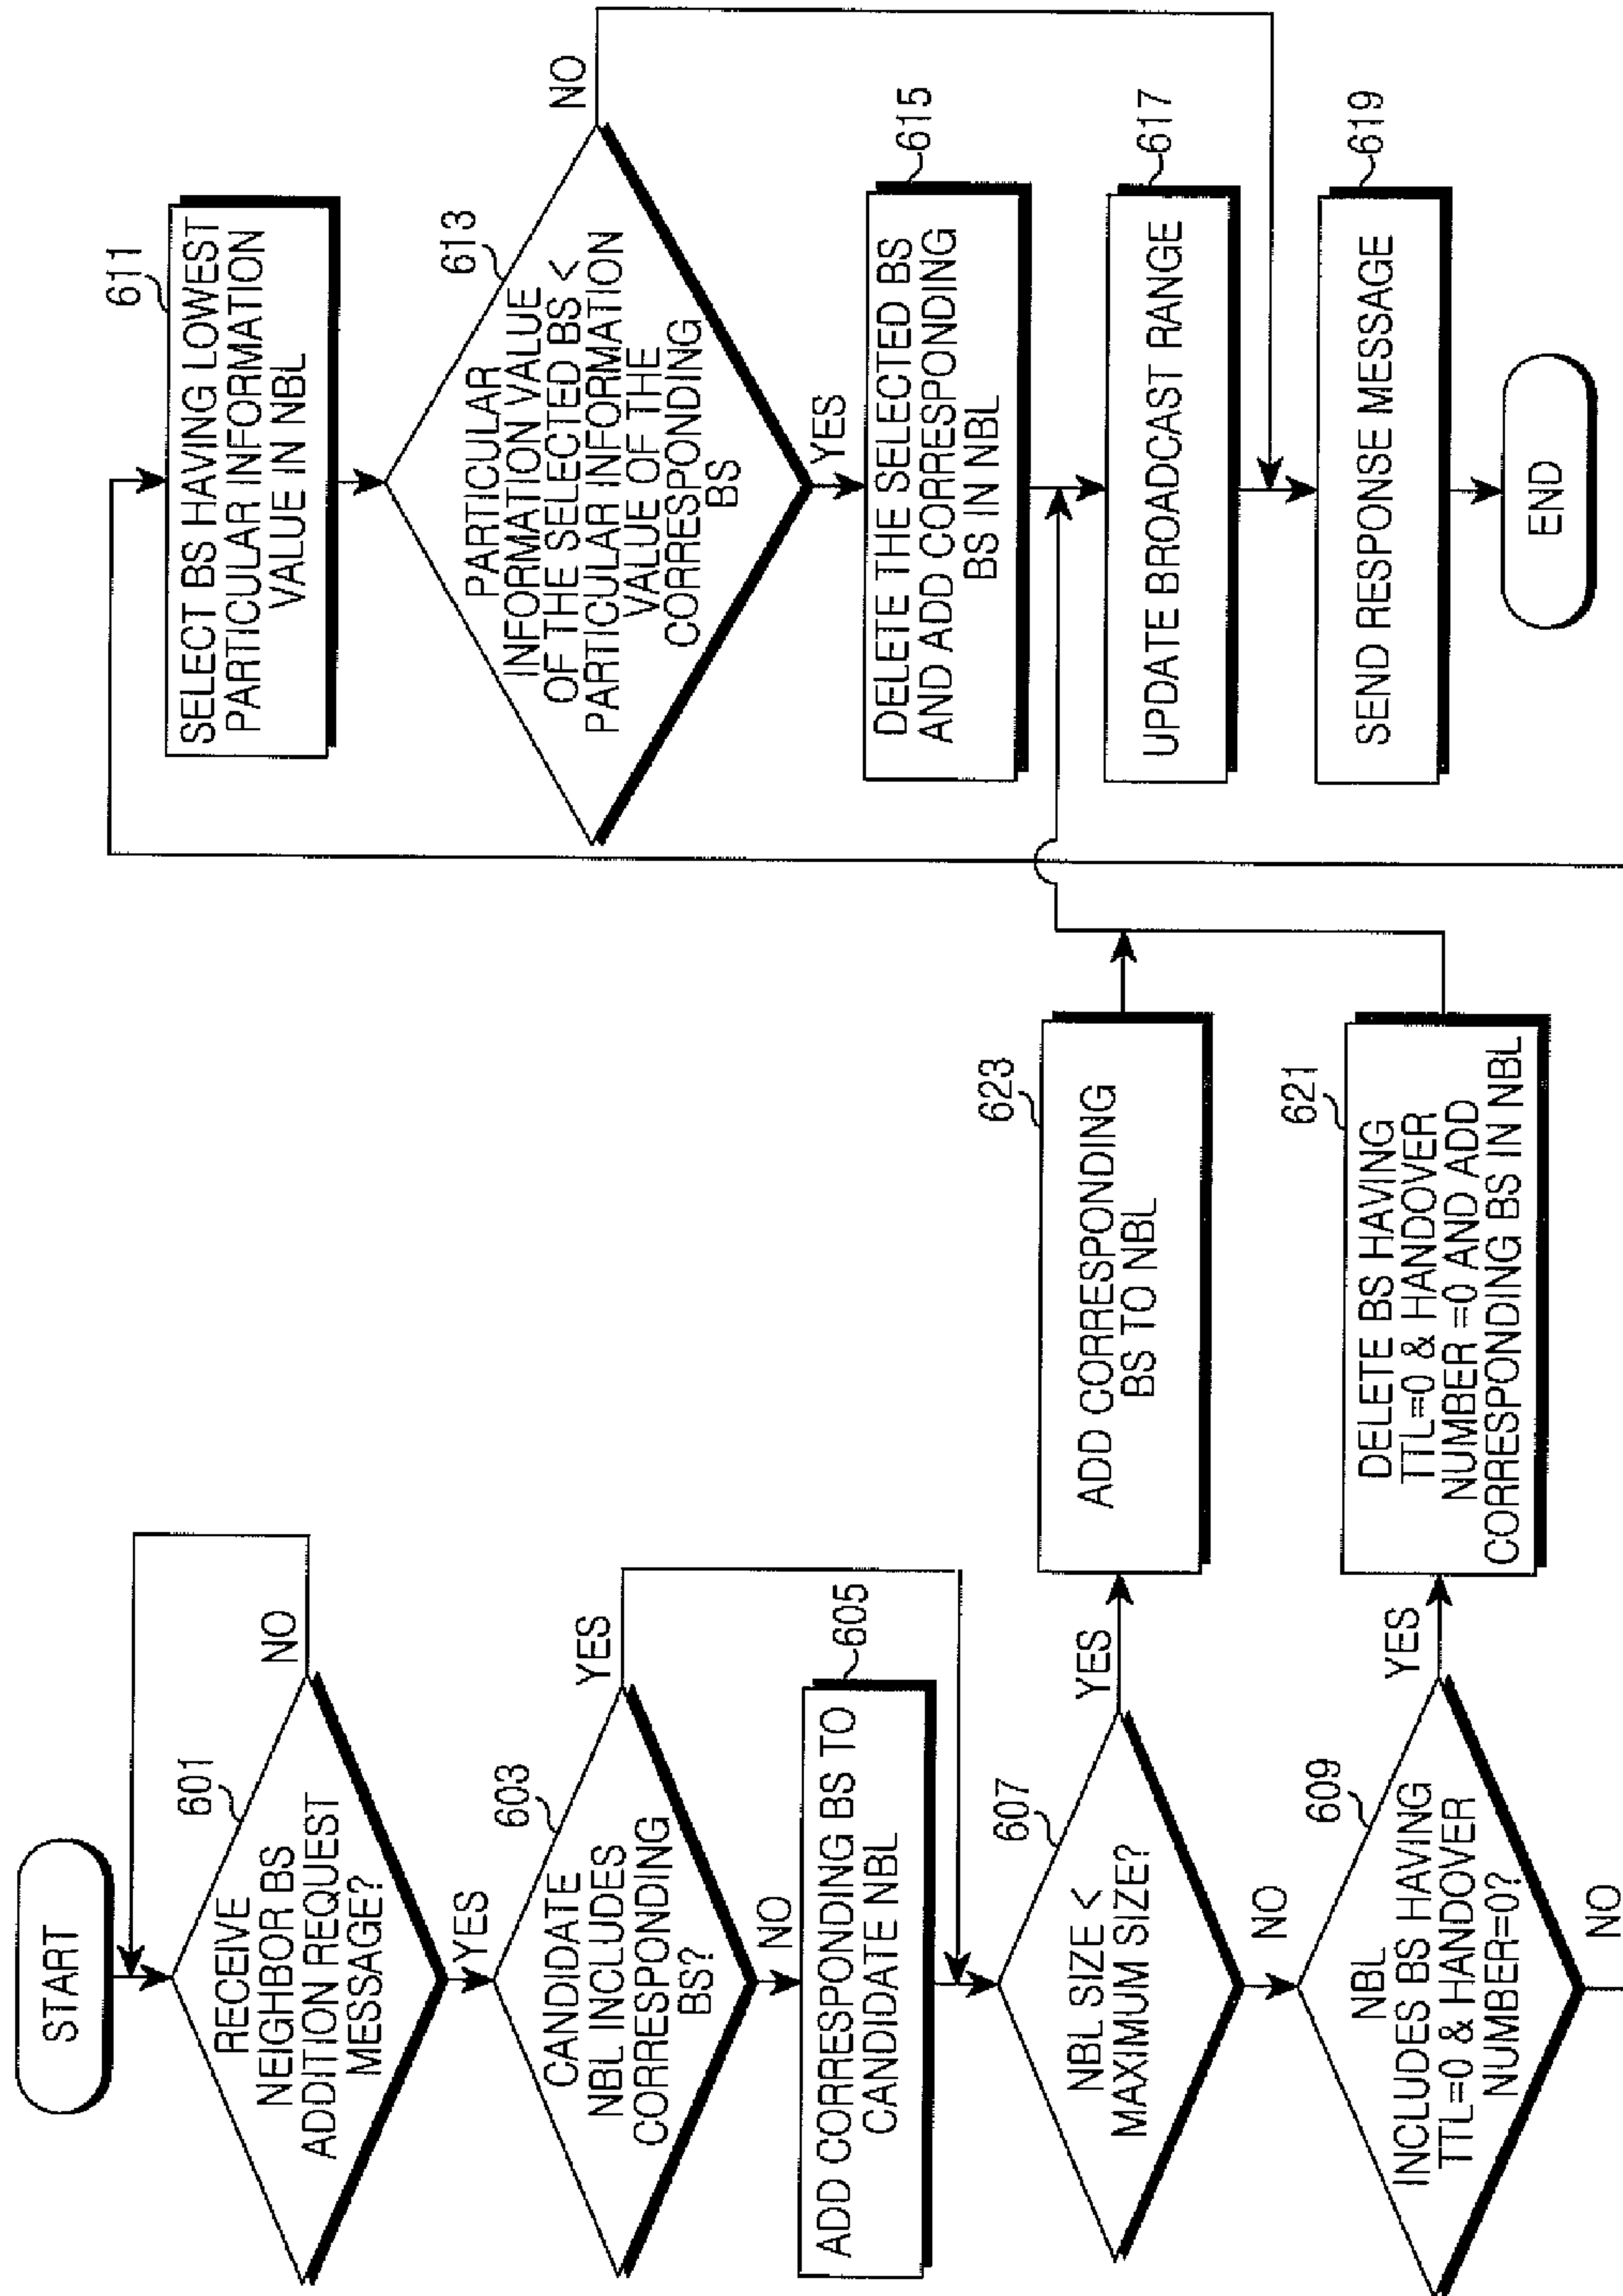 START
601
RECEIVE
NEIGHBOR BS
ADDITION REQUEST
MESSAGE?
NO
YES
603
CANDIDATE
NBL INCLUDES
CORRESPONDING
BS?
YES
NO
605
ADD CORRESPONDING BS TO
CANDIDATE NBL
607
NBL SIZE <
MAXIMUM SIZE?
YES
NO
623
ADD CORRESPONDING
BS TO NBL
609
NBL
INCLUDES BS HAVING
TTL=0 & HANDOVER
NUMBER=0?
YES
NO
621
DELETE BS HAVING
TTL=0 & HANDOVER
NUMBER =0 AND ADD
CORRESPONDING BS IN NBL
611
SELECT BS HAVING LOWEST
PARTICULAR INFORMATION
VALUE IN NBL
613
PARTICULAR
INFORMATION VALUE
OF THE SELECTED BS <
PARTICULAR INFORMATION
VALUE OF THE
CORRESPONDING
BS
NO
YES
615
DELETE THE SELECTED BS
AND ADD CORRESPONDING
BS IN NBL
617
UPDATE BROADCAST RANGE
619
SEND RESPONSE MESSAGE
END